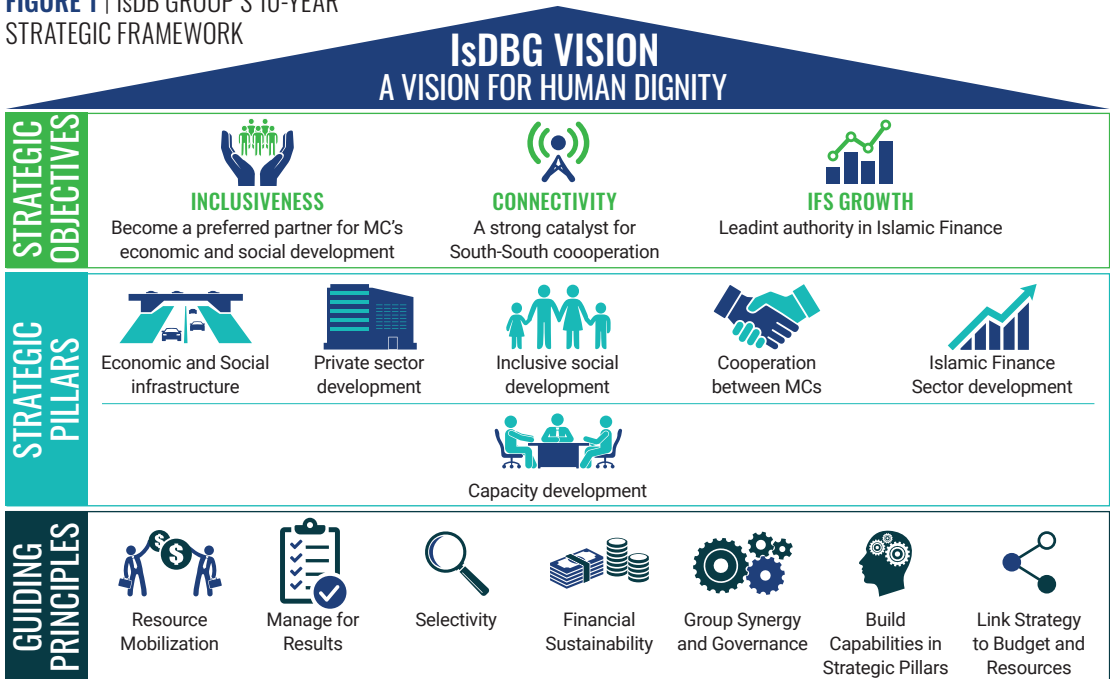 FIGURE 1 | IsDB GROUP'S 10-YEAR
STRATEGIC FRAMEWORK
IsDBG VISION
A VISION FOR HUMAN DIGNITY
STRATEGIC
OBJECTIVES
INCLUSIVENESS
Become a preferred partner for MC's
economic and social development
CONNECTIVITY
A strong catalyst for
South-South coooperation
IFS GROWTH
Leadint authority in Islamic Finance
STRATEGIC
PILLARS
Economic and Social
infrastructure
Private sector
development
Inclusive social
development
Cooperation
between MCs
Islamic Finance
Sector development
Capacity development
GUIDING
PRINCIPLES
$
$
Resource
Mobilization
Manage for
Results
Selectivity
Financial
Sustainability
Group Synergy
and Governance
Build
Capabilities in
Strategic Pillars
Link Strategy
to Budget and
Resources